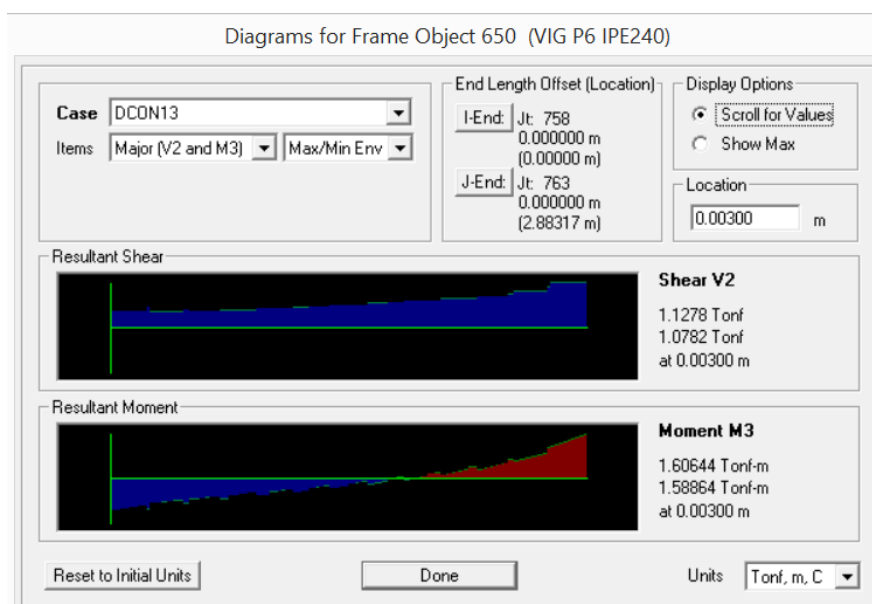 Diagrams for Frame Object 650 (VIG P6 IPE240)
Case DCON13
Items Major (V2 and M3) Max/Min Env
End Length Offset (Location)
I-End: Jt: 758
0.000000 m
(0.00000 m)
J-End: Jt: 763
0.000000 m
(2.88317 m)
Display Options
Scroll for Values
Show Max
Location
0.00300 m
Resultant Shear
Shear V2
1.1278 Tonf
1.0782 Tonf
at 0.00300 m
Resultant Moment
Moment M3
1.60644 Tonf-m
1.58864 Tonf-m
at 0.00300 m
Reset to Initial Units
Done
Units Tonf, m, C